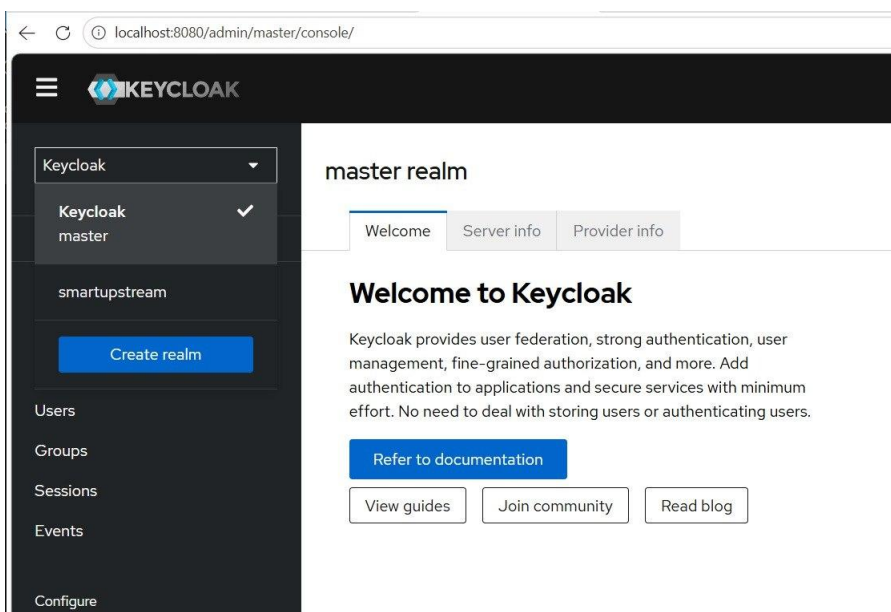 localhost:8080/admin/master/console/
KEYCLOAK
Keycloak
Keycloak
master
smartupstream
Create realm
Users
Groups
Sessions
Events
Configure
master realm
Welcome
Server info
Provider info
Welcome to Keycloak
Keycloak provides user federation, strong authentication, user
management, fine-grained authorization, and more. Add
authentication to applications and secure services with minimum
effort. No need to deal with storing users or authenticating users.
Refer to documentation
View guides
Join community
Read blog